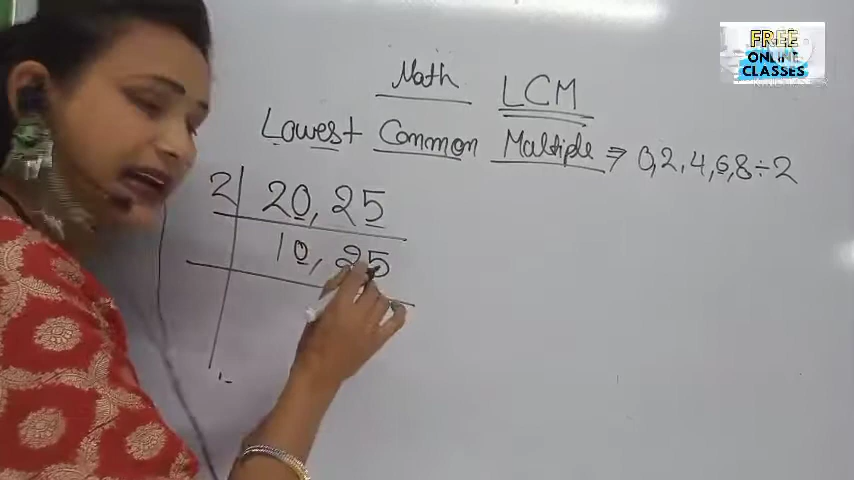 FREE
ONLINE
CLASSES
Math LCM
Lowest Common Multiple ⇒ 0,2,4,6,8÷2
2 20, 25
10, 25